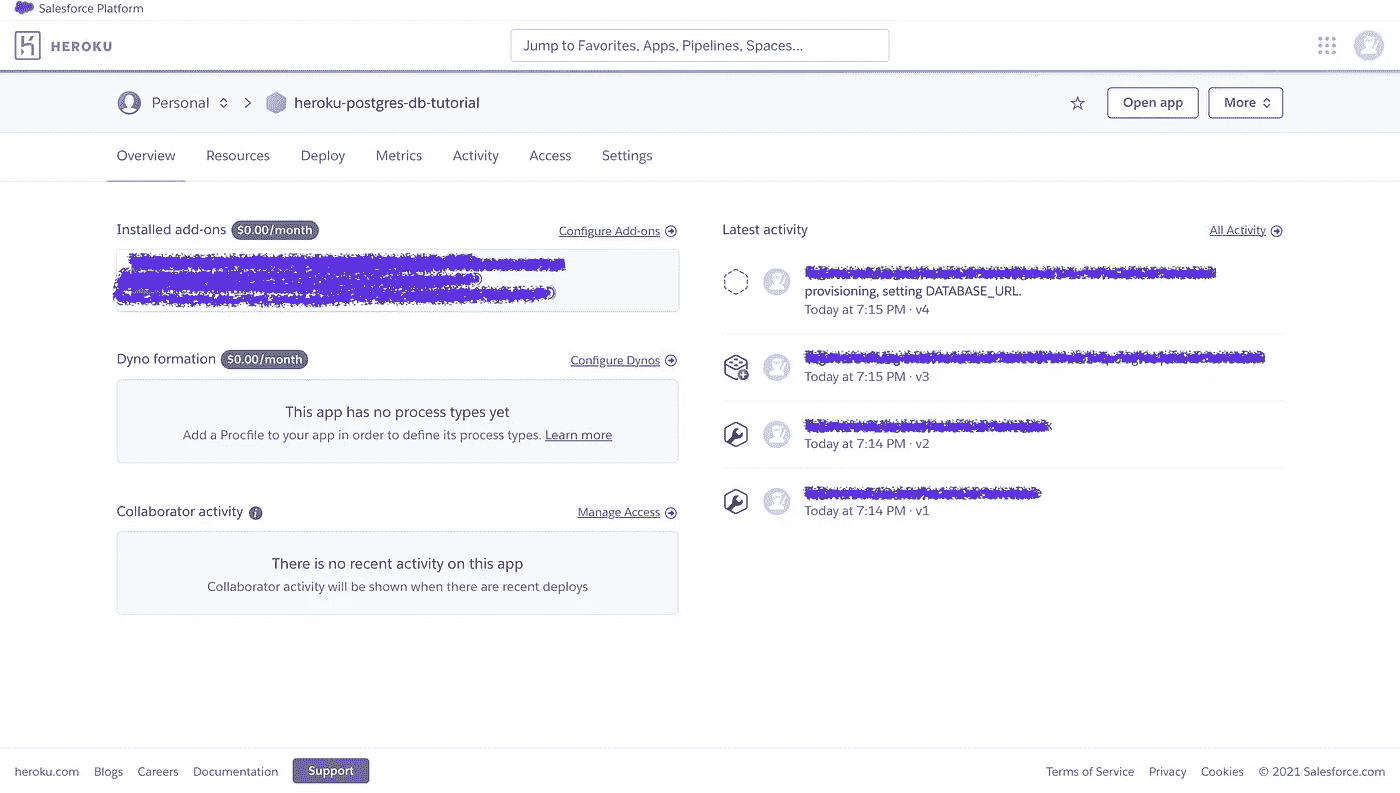 Salesforce Platform
HEROKU
Jump to Favorites, Apps, Pipelines, Spaces...
Personal
heroku-postgres-db-tutorial
Open app
More
Overview Resources Deploy Metrics Activity Access Settings
Installed add-ons $0.00/month
Configure Add-ons
Dyno formation $0.00/month
Configure Dynos
This app has no process types yet
Add a Procfile to your app in order to define its process types. Learn more
Collaborator activity
Manage Access
There is no recent activity on this app
Collaborator activity will be shown when there are recent deploys
Latest activity
All Activity
provisioning, setting DATABASE_URL.
Today at 7:15 PM · v4
Today at 7:15 PM · v3
Today at 7:14 PM · v2
Today at 7:14 PM · v1
heroku.com Blogs Careers Documentation Support
Terms of Service Privacy Cookies © 2021 Salesforce.com